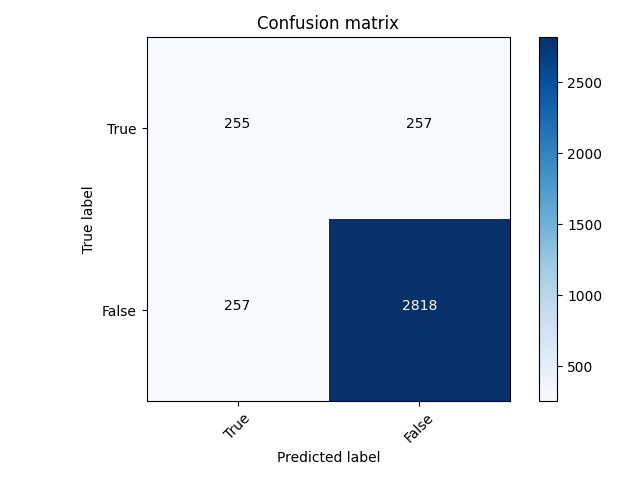 Confusion matrix
True
255
257
2500
2000
True label
1500
False
257
2818
1000
500
True
False
Predicted label